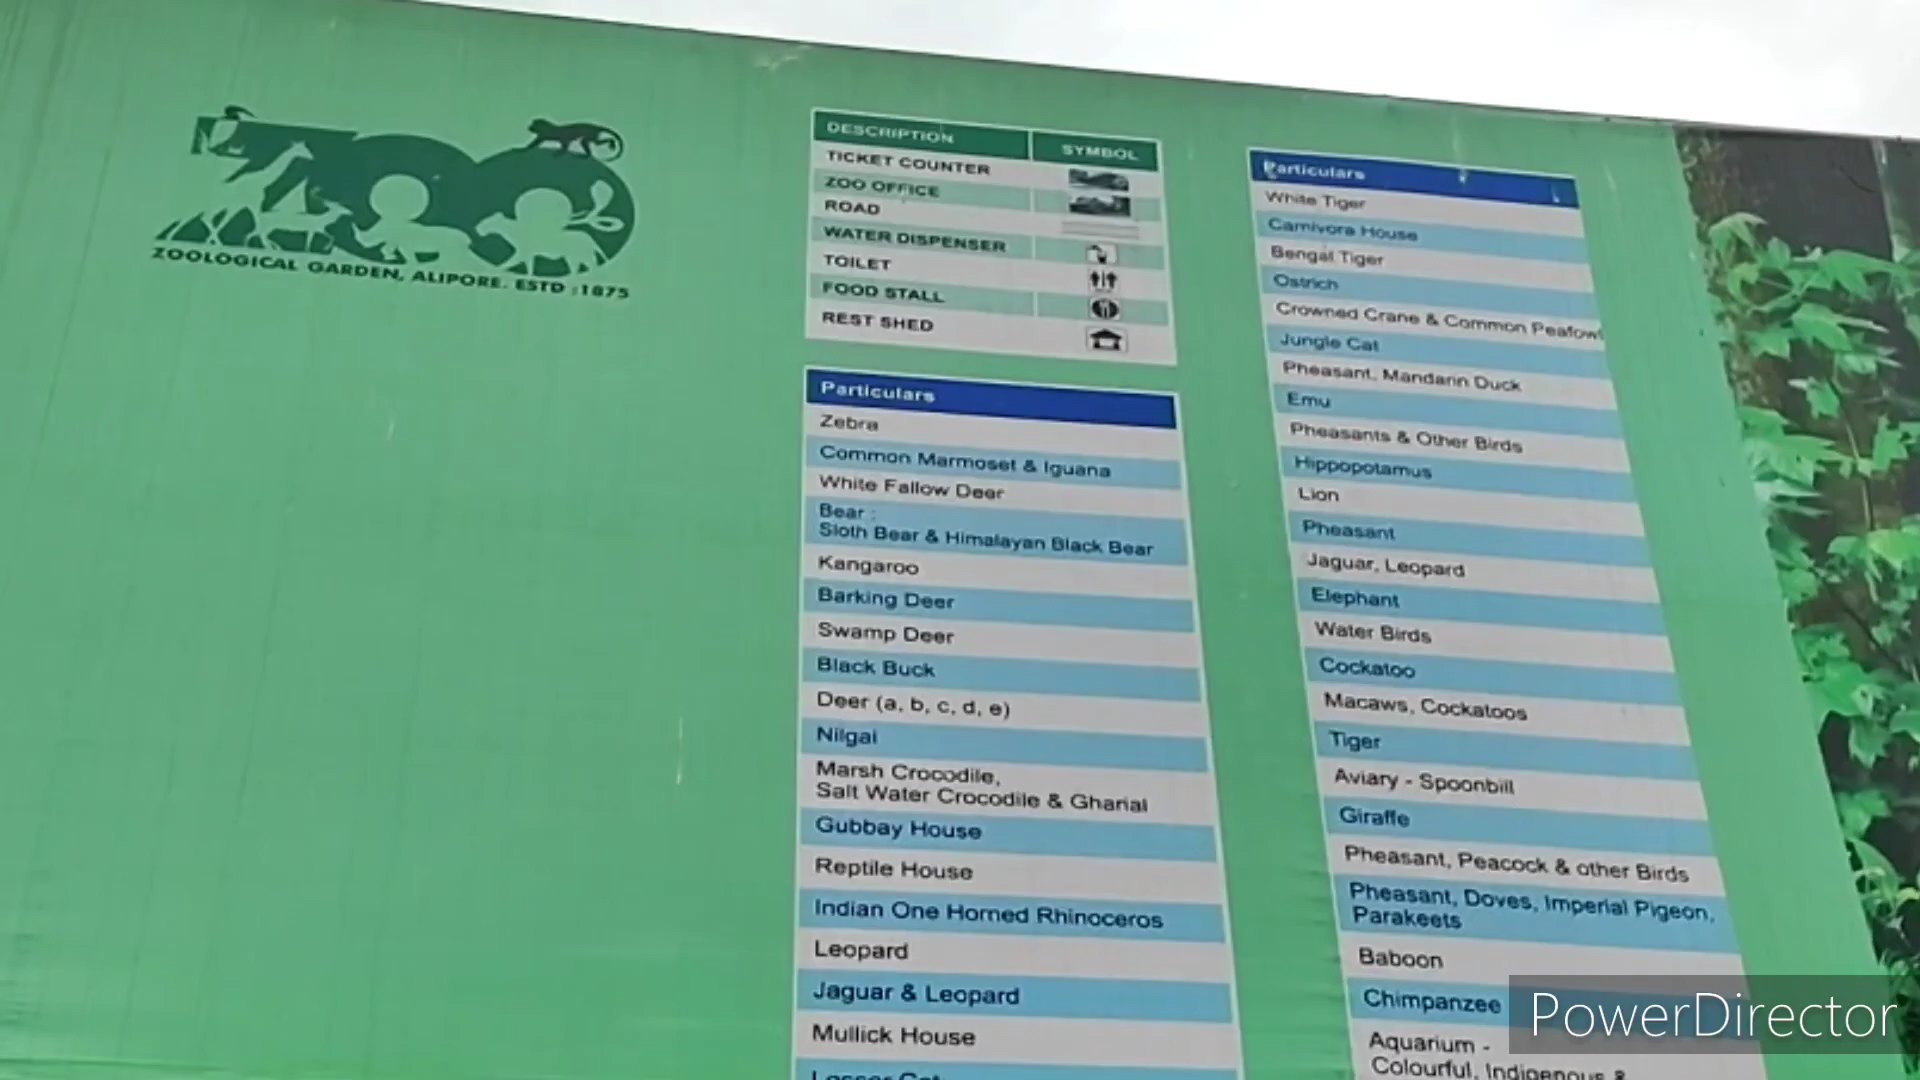 ZOO
ZOOLOGICAL GARDEN, ALIPORE. ESTD :1875
DESCRIPTION SYMBOL
TICKET COUNTER
ZOO OFFICE
ROAD
WATER DISPENSER
TOILET
FOOD STALL
REST SHED
Particulars
Zebra
Common Marmoset & Iguana
White Fallow Deer
Bear :
Sloth Bear & Himalayan Black Bear
Kangaroo
Barking Deer
Swamp Deer
Black Buck
Deer (a, b, c, d, e)
Nilgai
Marsh Crocodile,
Salt Water Crocodile & Gharial
Gubbay House
Reptile House
Indian One Horned Rhinoceros
Leopard
Jaguar & Leopard
Mullick House
Particulars
White Tiger
Carnivora House
Bengal Tiger
Ostrich
Crowned Crane & Common Peafowl
Jungle Cat
Pheasant, Mandarin Duck
Emu
Pheasants & Other Birds
Hippopotamus
Lion
Pheasant
Jaguar, Leopard
Elephant
Water Birds
Cockatoo
Macaws, Cockatoos
Tiger
Aviary - Spoonbill
Giraffe
Pheasant, Peacock & other Birds
Pheasant, Doves, Imperial Pigeon,
Parakeets
Baboon
Chimpanzee
Aquarium -
Colourful, Indigenous &
PowerDirector